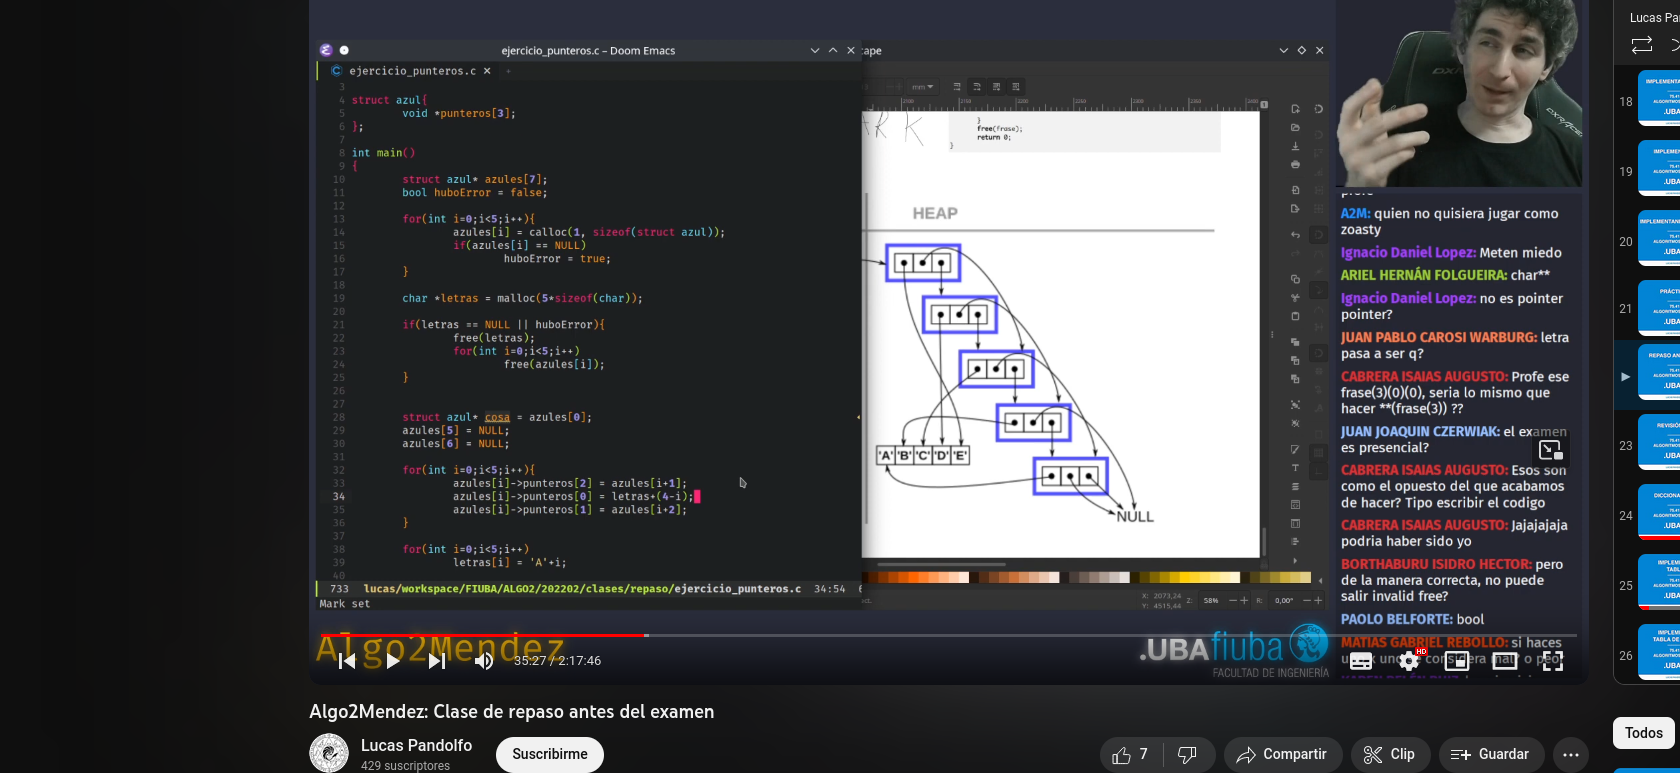 ejercicio_punteros.c – Doom Emacs
ejercicio_punteros.c × +
3
4 struct azul{
5 void *punteros[3];
6 };
7
8 int main()
9 {
10 struct azul* azules[7];
11 bool huboError = false;
12
13 for(int i=0;i<5;i++){
14 azules[i] = calloc(1, sizeof(struct azul));
15 if(azules[i] == NULL)
16 huboError = true;
17 }
18
19 char *letras = malloc(5*sizeof(char));
20
21 if(letras == NULL || huboError){
22 free(letras);
23 for(int i=0;i<5;i++)
24 free(azules[i]);
25 }
26
27
28 struct azul* cosa = azules[0];
29 azules[5] = NULL;
30 azules[6] = NULL;
31
32 for(int i=0;i<5;i++){
33 azules[i]->punteros[2] = azules[i+1];
34 azules[i]->punteros[0] = letras+(4-i);
35 azules[i]->punteros[1] = azules[i+2];
36 }
37
38 for(int i=0;i<5;i++)
39 letras[i] = 'A'+i;
40
733 lucas/workspace/FIUBA/ALGO2/202202/clases/repaso/ejercicio_punteros.c 34:54
Mark set
cape
mm
}
free(frase);
return 0;
}
ARK
HEAP
'A' 'B' 'C' 'D' 'E'
NULL
X: 2073,24
Y: 4515,44
Z: 58%
R: 0,00°
DXRACER
A2M: quien no quisiera jugar como
zoasty
Ignacio Daniel Lopez: Meten miedo
ARIEL HERNÁN FOLGUEIRA: char**
Ignacio Daniel Lopez: no es pointer
pointer?
JUAN PABLO CAROSI WARBURG: letra
pasa a ser q?
CABRERA ISAIAS AUGUSTO: Profe ese
frase(3)(0)(0), seria lo mismo que
hacer **(frase(3)) ??
JUAN JOAQUIN CZERWIAK: el examen
es presencial?
CABRERA ISAIAS AUGUSTO: Esos son
como el opuesto del que acabamos
de hacer? Tipo escribir el codigo
CABRERA ISAIAS AUGUSTO: Jajajajaja
podria haber sido yo
BORTHABURU ISIDRO HECTOR: pero
de la manera correcta, no puede
salir invalid free?
PAOLO BELFORTE: bool
MATIAS GABRIEL REBOLLO: si haces
Algo2Mendez
.UBAfiuba
FACULTAD DE INGENIERÍA
35:27 / 2:17:46
HD
Algo2Mendez: Clase de repaso antes del examen
Lucas Pandolfo
429 suscriptores
Suscribirme
7
Compartir
Clip
Guardar
Lucas Pa
18
19
20
21
23
24
25
26
Todos